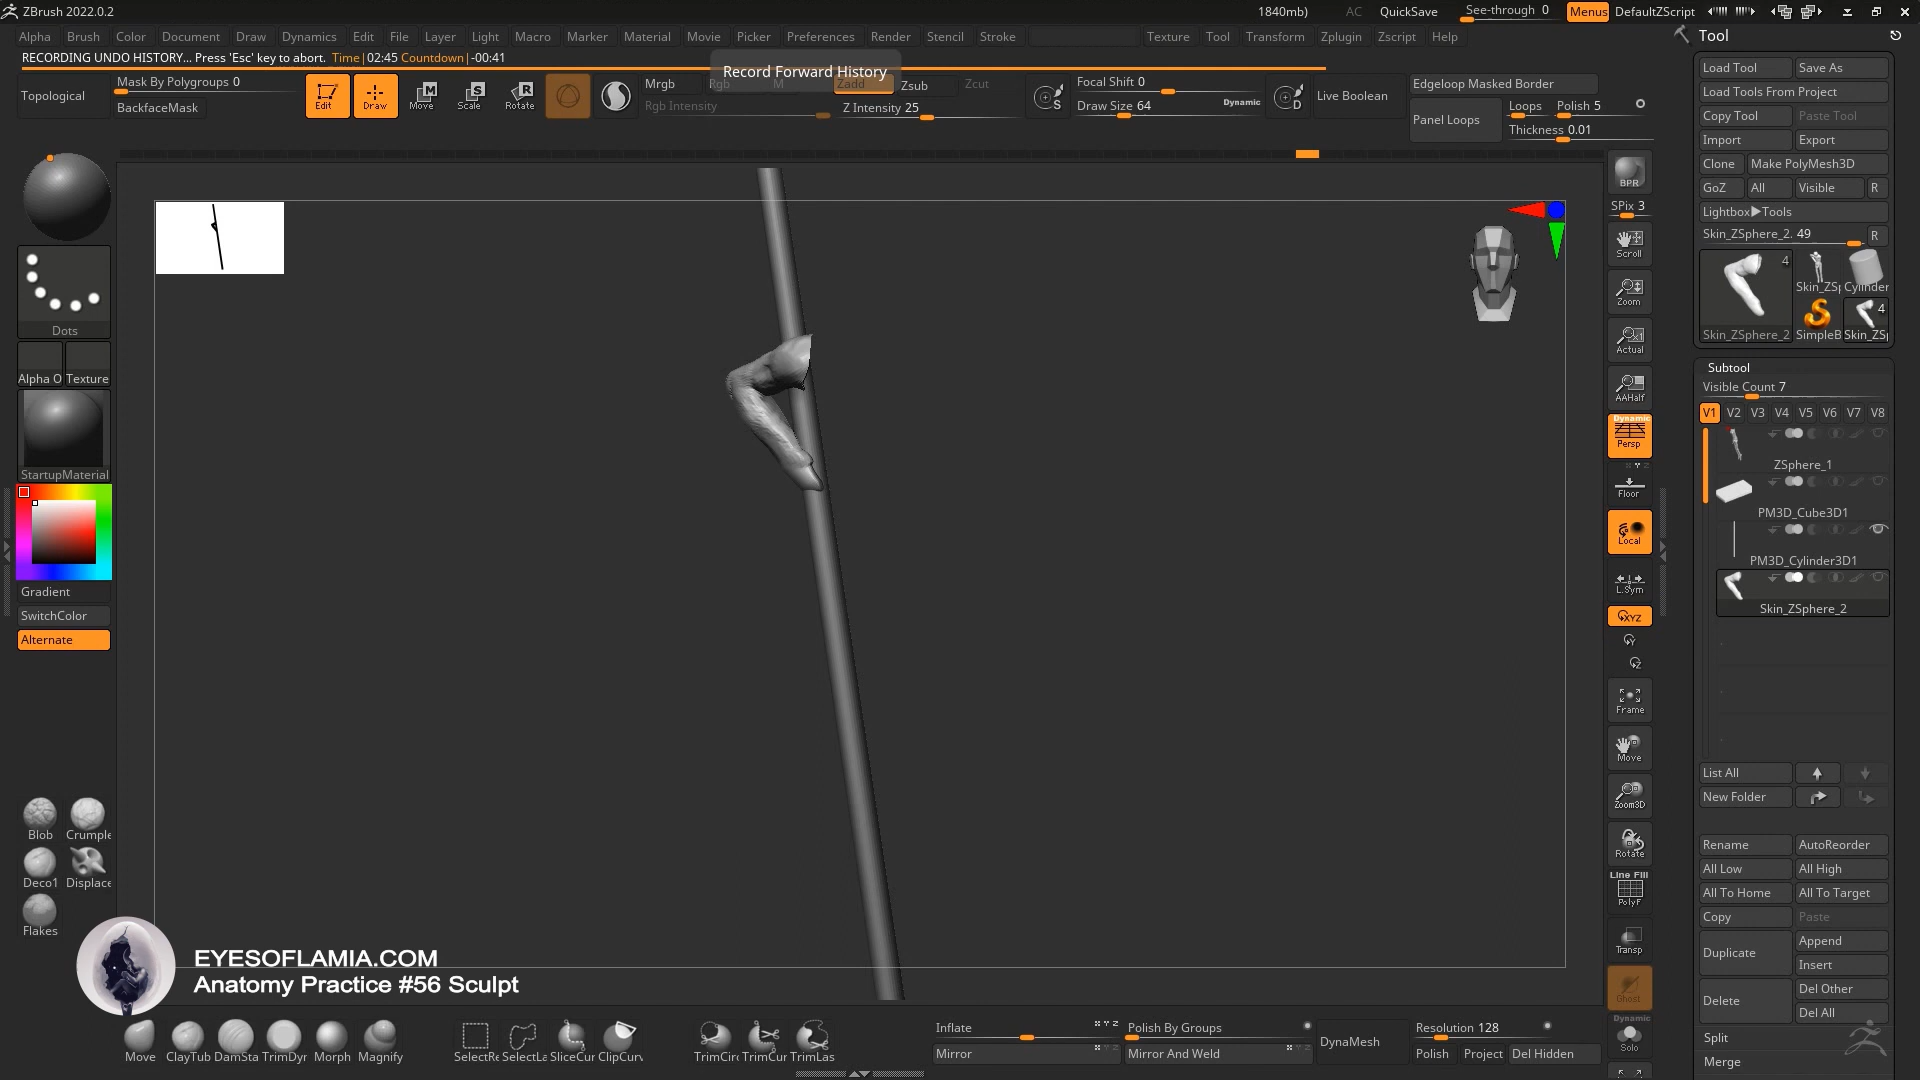 ZBrush 2022.0.2
1840mb)
AC
QuickSave
See-through 0
Menus
DefaultZScript
Alpha
Brush
Color
Document
Draw
Dynamics
Edit
File
Layer
Light
Macro
Marker
Material
Movie
Picker
Preferences
Render
Stencil
Stroke
Texture
Tool
Transform
Zplugin
Zscript
Help
Tool
RECORDING UNDO HISTORY... Press 'Esc' key to abort. Time|02:45 Countdown|-00:41
Record Forward History
Topological
Mask By Polygroups 0
BackfaceMask
Edit
Draw
Move
Scale
Rotate
Mrgb
Rgb
M
Zadd
Zsub
Zcut
Rgb Intensity
Z Intensity 25
Focal Shift 0
Draw Size 64
Dynamic
Live Boolean
Edgeloop Masked Border
Panel Loops
Loops
Polish 5
Thickness 0.01
Load Tool
Save As
Load Tools From Project
Copy Tool
Paste Tool
Import
Export
Clone
Make PolyMesh3D
GoZ
All
Visible
R
Lightbox▶Tools
Skin_ZSphere_2. 49
R
4
Skin_ZSphere_2
Skin_ZSp
Cylinder
SimpleB
4
Skin_ZSp
Subtool
Visible Count 7
V1
V2
V3
V4
V5
V6
V7
V8
ZSphere_1
PM3D_Cube3D1
PM3D_Cylinder3D1
Skin_ZSphere_2
List All
New Folder
Rename
AutoReorder
All Low
All High
All To Home
All To Target
Copy
Paste
Duplicate
Append
Insert
Delete
Del Other
Del All
Split
Merge
BPR
SPix 3
Scroll
Zoom
Actual
AAHalf
Dynamic
Persp
Floor
Local
L.Sym
XYZ
Frame
Move
Zoom3D
Rotate
Line Fill
PolyF
Transp
Ghost
Dynamic
Solo
Dots
Alpha O
Texture
StartupMaterial
Gradient
SwitchColor
Alternate
Blob
Crumple
Deco1
Displace
Flakes
EYESOFLAMIA.COM
Anatomy Practice #56 Sculpt
Move
ClayTub
DamSta
TrimDyr
Morph
Magnify
SelectRe
SelectLa
SliceCur
ClipCurv
TrimCirc
TrimCur
TrimLas
Inflate
Mirror
Polish By Groups
Mirror And Weld
DynaMesh
Resolution 128
Polish
Project
Del Hidden